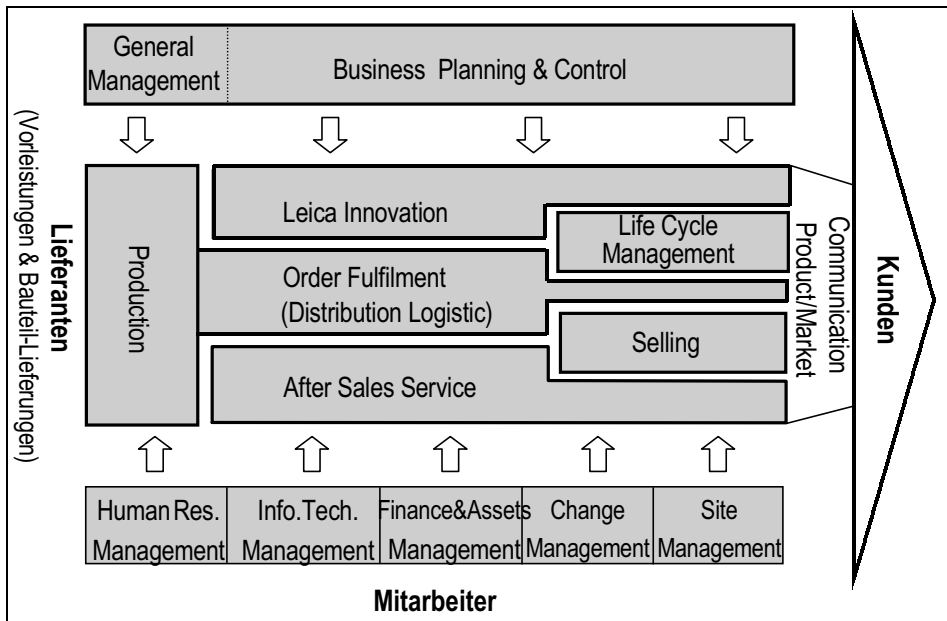 General
Management
Business Planning & Control
Lieferanten
(Vorleistungen & Bauteil-Lieferungen)
Production
Leica Innovation
Life Cycle
Management
Order Fulfilment
(Distribution Logistic)
Selling
After Sales Service
Communication
Product/Market
Kunden
Human Res.
Management
Info.Tech.
Management
Finance&Assets
Management
Change
Management
Site
Management
Mitarbeiter